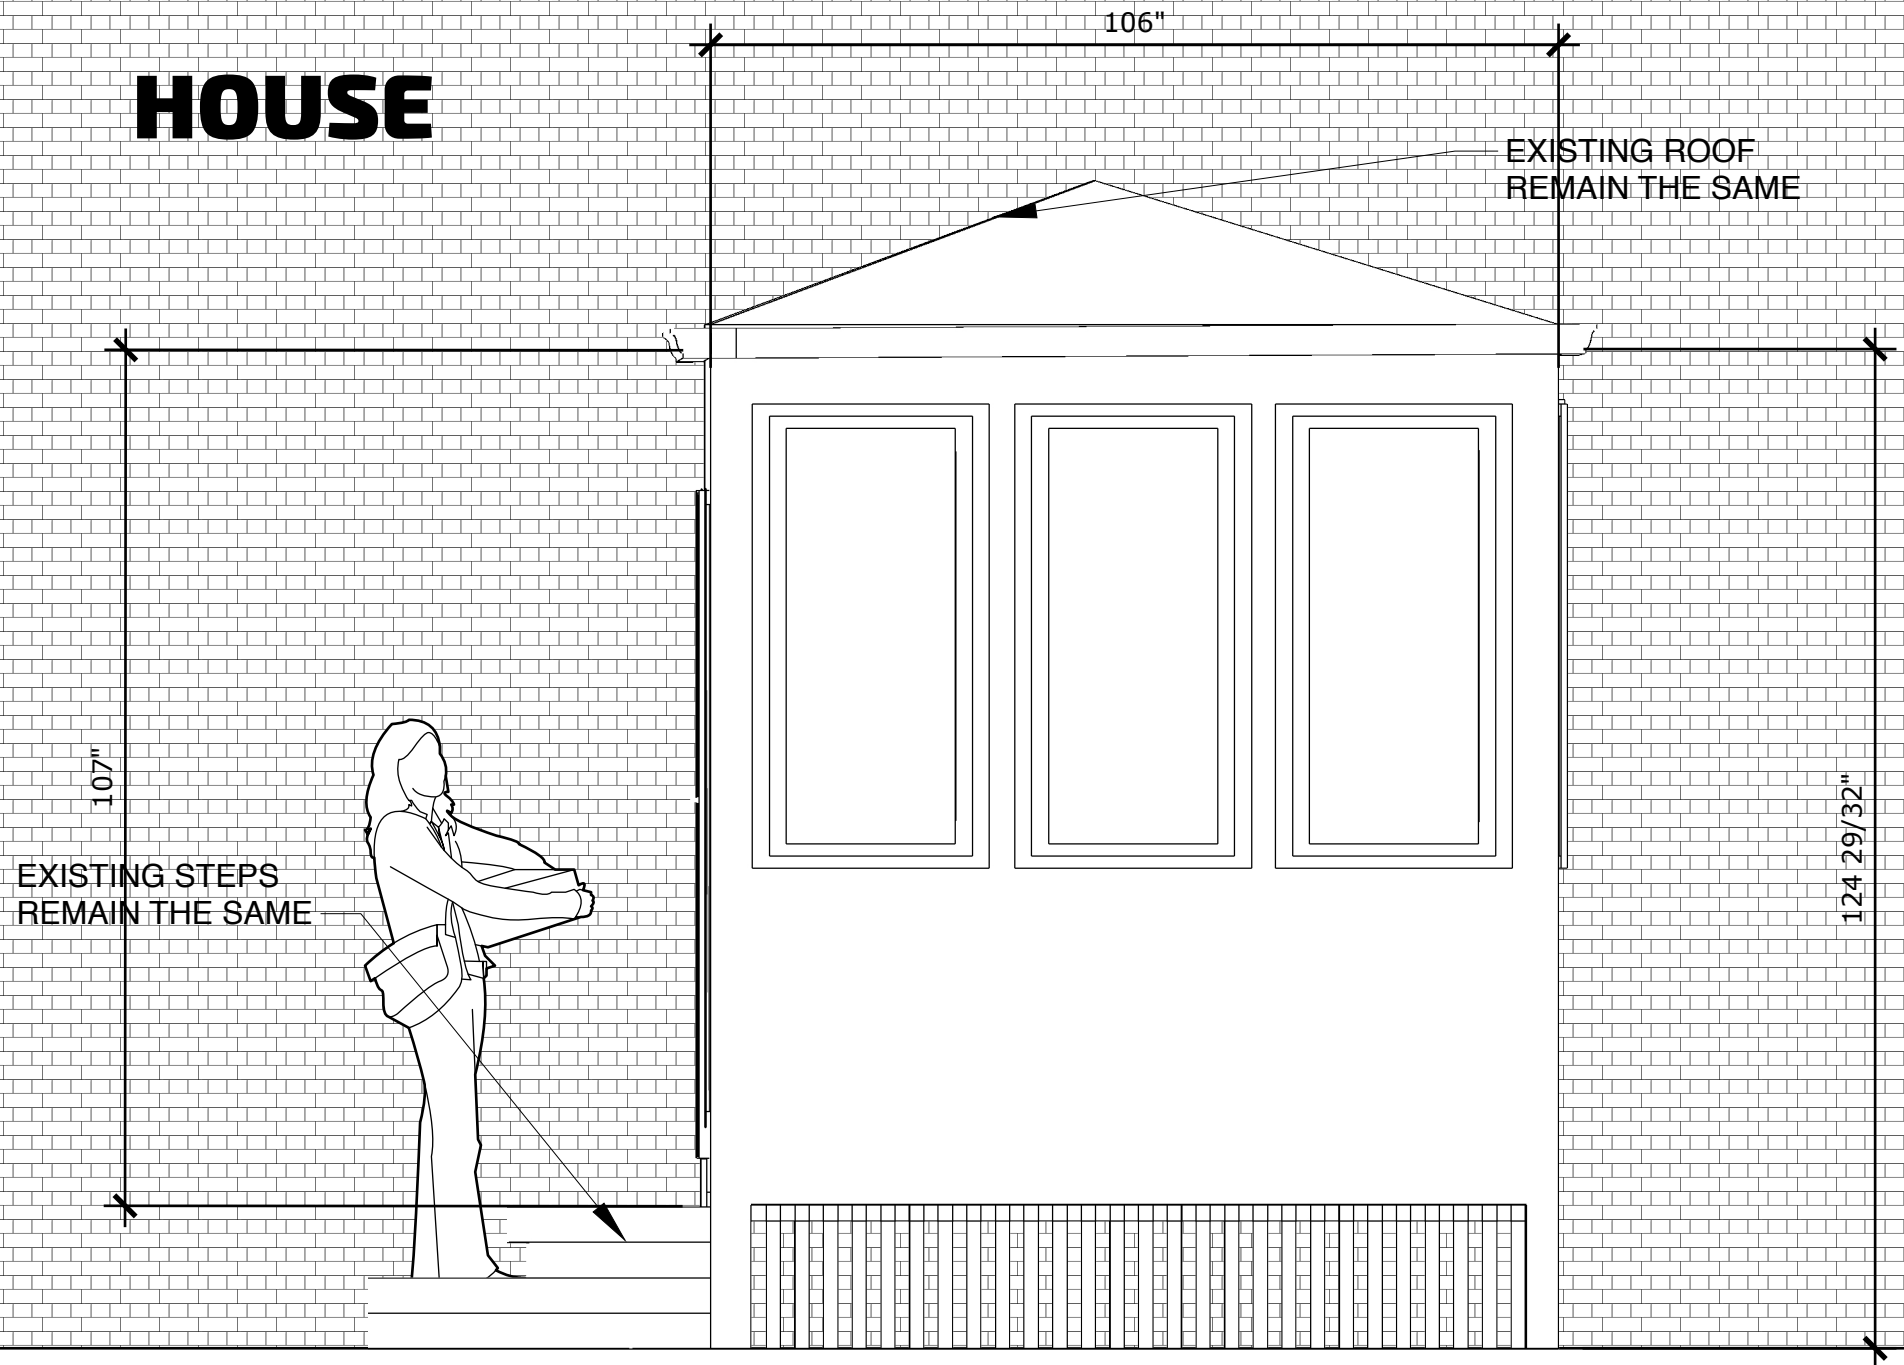 106"
HOUSE
EXISTING ROOF
REMAIN THE SAME
107"
EXISTING STEPS
REMAIN THE SAME
124 29/32"